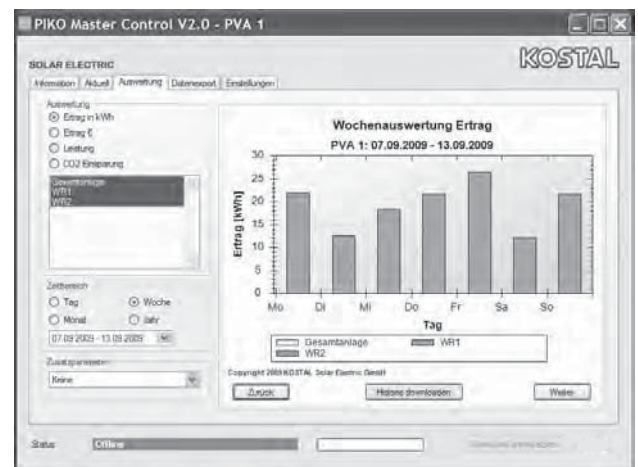 PIKO Master Control V2.0 - PVA 1
SOLAR ELECTRIC
KOSTAL
Information
Aktuell
Auswertung
Datenexport
Einstellungen
Auswertung
Ertrag in kWh
Ertrag €
Leistung
CO2 Einsparung
Gesamtanlage
WR1
WR2
Zeitbereich
Tag
Woche
Monat
Jahr
07.09.2009 - 13.09.2009
Zusatzparameter
Keine
Wochenauswertung Ertrag
PVA 1: 07.09.2009 - 13.09.2009
Ertrag [kWh]
30
25
20
15
10
5
0
Mo Di Mi Do Fr Sa So
Tag
Gesamtanlage WR1
WR2
Copyright 2009 KOSTAL Solar Electric GmbH
Zurück
Historie downloaden
Weiter
Status
Offline